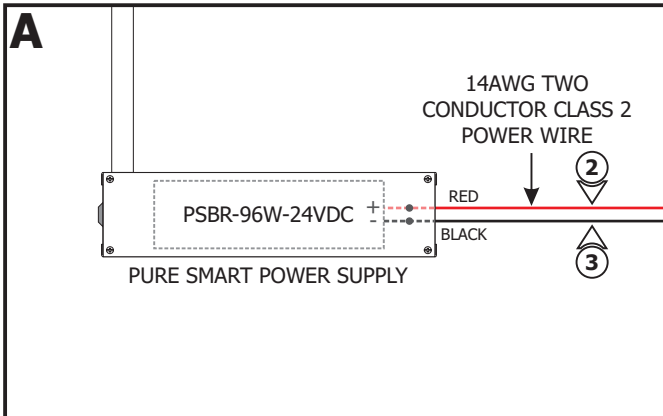 A
14AWG TWO
CONDUCTOR CLASS 2
POWER WIRE
2
RED
PSBR-96W-24VDC
+
-
BLACK
3
PURE SMART POWER SUPPLY